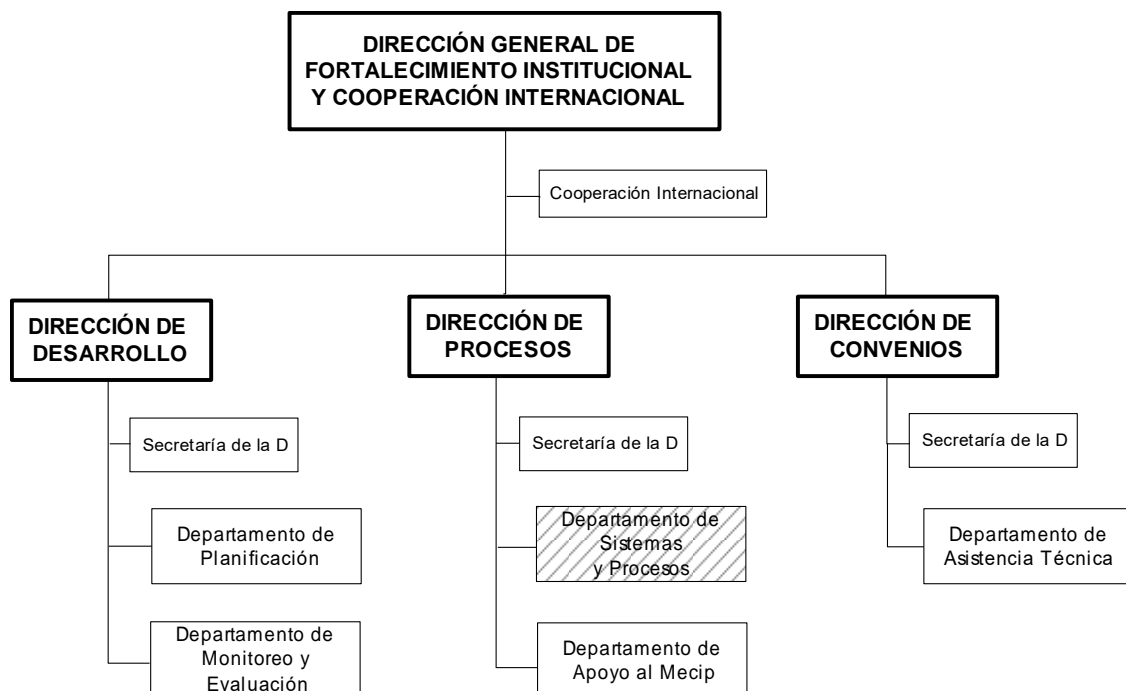 DIRECCIÓN GENERAL DE
FORTALECIMIENTO INSTITUCIONAL
Y COOPERACIÓN INTERNACIONAL
Cooperación Internacional
DIRECCIÓN DE
DESARROLLO
DIRECCIÓN DE
PROCESOS
DIRECCIÓN DE
CONVENIOS
Secretaría de la D
Secretaría de la D
Secretaría de la D
Departamento de
Planificación
Departamento de
Sistemas
y Procesos
Departamento de
Asistencia Técnica
Departamento de
Monitoreo y
Evaluación
Departamento de
Apoyo al Mecip